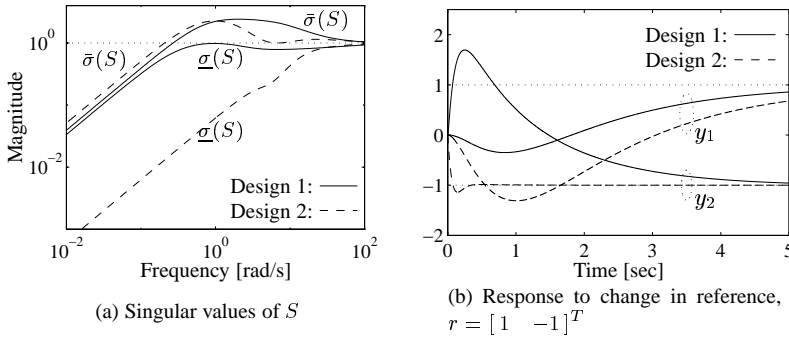 10⁰
10⁻²
Magnitude
σ̄(S)
σ̄(S)
σ̲(S)
σ̲(S)
Design 1:
Design 2:
10⁻²
10⁰
10²
Frequency [rad/s]
(a) Singular values of S
2
1
0
−1
−2
Design 1:
Design 2:
y₁
y₂
0
1
2
3
4
5
Time [sec]
(b) Response to change in reference,
r = [ 1 −1 ]ᵀ